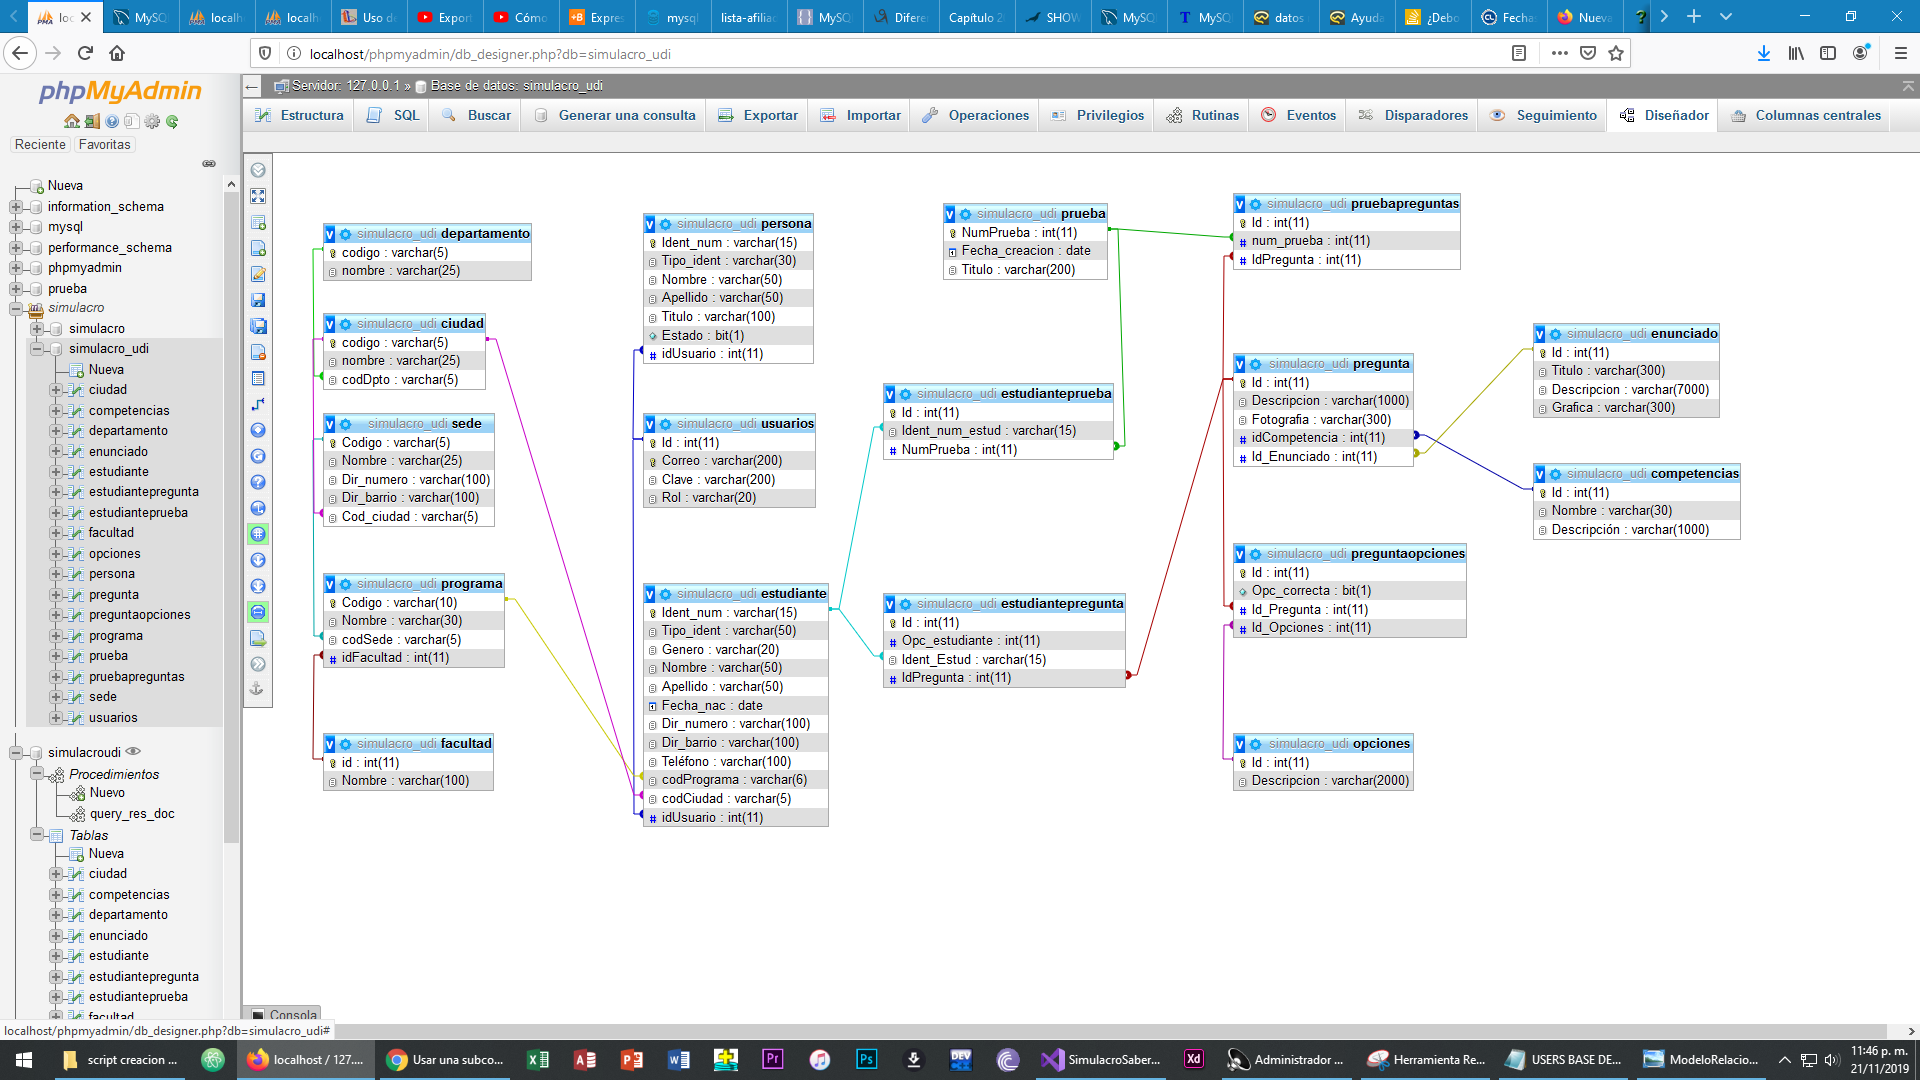 lo
MySQ
localh
localh
Uso d
Export
Cómo
Expres
mysql
lista-afiliac
MySQ
Diferer
Capítulo 2
SHOW
MySQ
MySQ
datos
Ayuda
¿Debo
Fecha
Nueva
localhost/phpmyadmin/db_designer.php?db=simulacro_udi
phpMyAdmin
Reciente
Favoritas
Nueva
information_schema
mysql
performance_schema
phpmyadmin
prueba
simulacro
simulacro
simulacro_udi
Nueva
ciudad
competencias
departamento
enunciado
estudiante
estudiantepregunta
estudianteprueba
facultad
opciones
persona
pregunta
preguntaopciones
programa
prueba
pruebapreguntas
sede
usuarios
simulacroudi
Procedimientos
Nuevo
query_res_doc
Tablas
Nueva
ciudad
competencias
departamento
enunciado
estudiante
estudiantepregunta
estudianteprueba
facultad
localhost/phpmyadmin/db_designer.php?db=simulacro_udi#
Servidor: 127.0.0.1 » Base de datos: simulacro_udi
Estructura
SQL
Buscar
Generar una consulta
Exportar
Importar
Operaciones
Privilegios
Rutinas
Eventos
Disparadores
Seguimiento
Diseñador
Columnas centrales
simulacro_udi departamento
codigo : varchar(5)
nombre : varchar(25)
simulacro_udi ciudad
codigo : varchar(5)
nombre : varchar(25)
codDpto : varchar(5)
simulacro_udi sede
Codigo : varchar(5)
Nombre : varchar(25)
Dir_numero : varchar(100)
Dir_barrio : varchar(100)
Cod_ciudad : varchar(5)
simulacro_udi programa
Codigo : varchar(10)
Nombre : varchar(30)
codSede : varchar(5)
idFacultad : int(11)
simulacro_udi facultad
id : int(11)
Nombre : varchar(100)
simulacro_udi persona
Ident_num : varchar(15)
Tipo_ident : varchar(30)
Nombre : varchar(50)
Apellido : varchar(50)
Titulo : varchar(100)
Estado : bit(1)
idUsuario : int(11)
simulacro_udi usuarios
Id : int(11)
Correo : varchar(200)
Clave : varchar(200)
Rol : varchar(20)
simulacro_udi estudiante
Ident_num : varchar(15)
Tipo_ident : varchar(50)
Genero : varchar(20)
Nombre : varchar(50)
Apellido : varchar(50)
Fecha_nac : date
Dir_numero : varchar(100)
Dir_barrio : varchar(100)
Teléfono : varchar(100)
codPrograma : varchar(6)
codCiudad : varchar(5)
idUsuario : int(11)
simulacro_udi prueba
NumPrueba : int(11)
Fecha_creacion : date
Titulo : varchar(200)
simulacro_udi estudianteprueba
Id : int(11)
Ident_num_estud : varchar(15)
NumPrueba : int(11)
simulacro_udi estudiantepregunta
Id : int(11)
Opc_estudiante : int(11)
Ident_Estud : varchar(15)
IdPregunta : int(11)
simulacro_udi pruebapreguntas
Id : int(11)
num_prueba : int(11)
IdPregunta : int(11)
simulacro_udi pregunta
Id : int(11)
Descripcion : varchar(1000)
Fotografia : varchar(300)
idCompetencia : int(11)
Id_Enunciado : int(11)
simulacro_udi preguntaopciones
Id : int(11)
Opc_correcta : bit(1)
Id_Pregunta : int(11)
Id_Opciones : int(11)
simulacro_udi opciones
Id : int(11)
Descripcion : varchar(2000)
simulacro_udi enunciado
Id : int(11)
Titulo : varchar(300)
Descripcion : varchar(7000)
Grafica : varchar(300)
simulacro_udi competencias
Id : int(11)
Nombre : varchar(30)
Descripción : varchar(1000)
Consola
script creacion ...
localhost / 127....
Usar una subco...
SimulacroSaber...
Administrador ...
Herramienta Re...
USERS BASE DE...
ModeloRelacio...
11:46 p. m.
21/11/2019